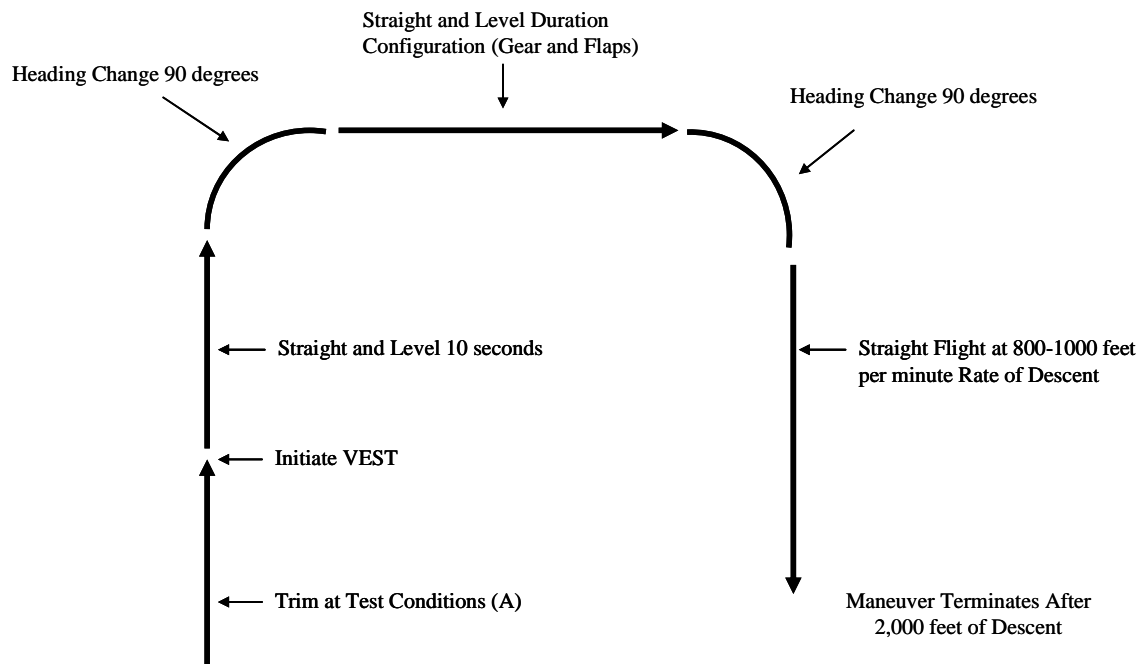 Straight and Level Duration
Configuration (Gear and Flaps)
Heading Change 90 degrees
Heading Change 90 degrees
Straight and Level 10 seconds
Straight Flight at 800-1000 feet
per minute Rate of Descent
Initiate VEST
Trim at Test Conditions (A)
Maneuver Terminates After
2,000 feet of Descent